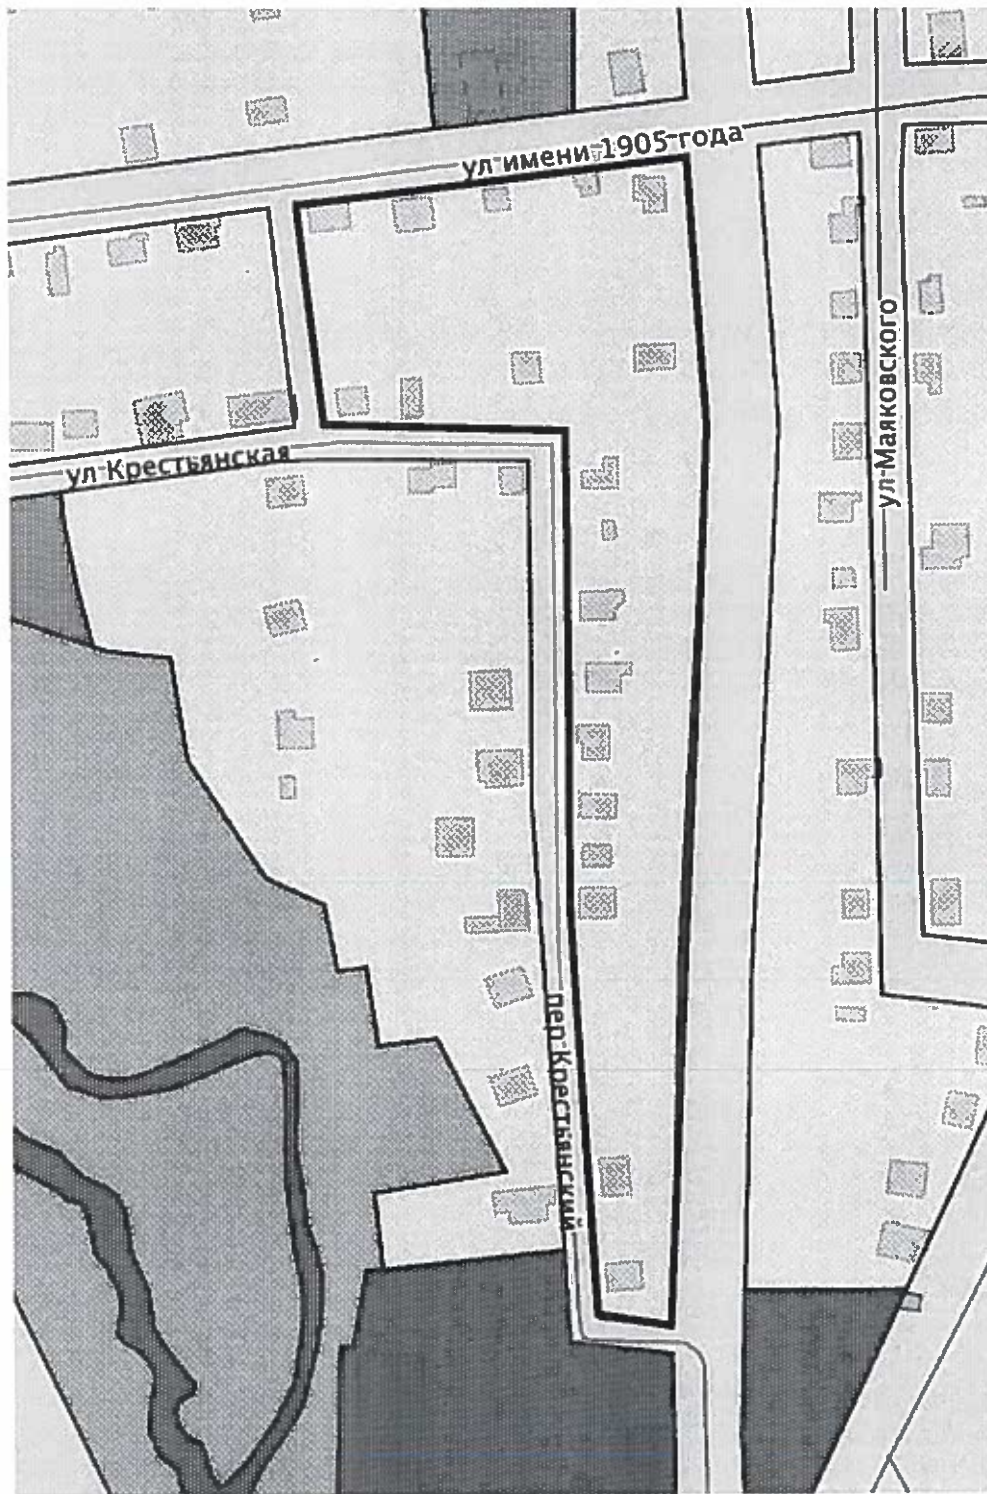 ул имени 1905 года
ул Маяковского
ул Крестьянская
пер Крестьянский